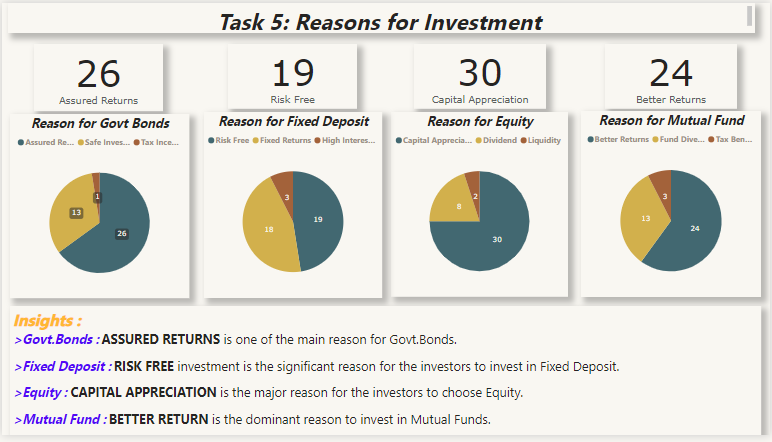 Task 5: Reasons for Investment
26
Assured Returns
19
Risk Free
30
Capital Appreciation
24
Better Returns
Reason for Govt Bonds
Assured Re... Safe Inves... Tax Ince...
1
13
26
Reason for Fixed Deposit
Risk Free Fixed Returns High Interes...
3
18
19
Reason for Equity
Capital Apprecia... Dividend Liquidity
2
8
30
Reason for Mutual Fund
Better Returns Fund Dive... Tax Ben...
3
13
24
Insights :
>Govt.Bonds : ASSURED RETURNS is one of the main reason for Govt.Bonds.
>Fixed Deposit : RISK FREE investment is the significant reason for the investors to invest in Fixed Deposit.
>Equity : CAPITAL APPRECIATION is the major reason for the investors to choose Equity.
>Mutual Fund : BETTER RETURN is the dominant reason to invest in Mutual Funds.